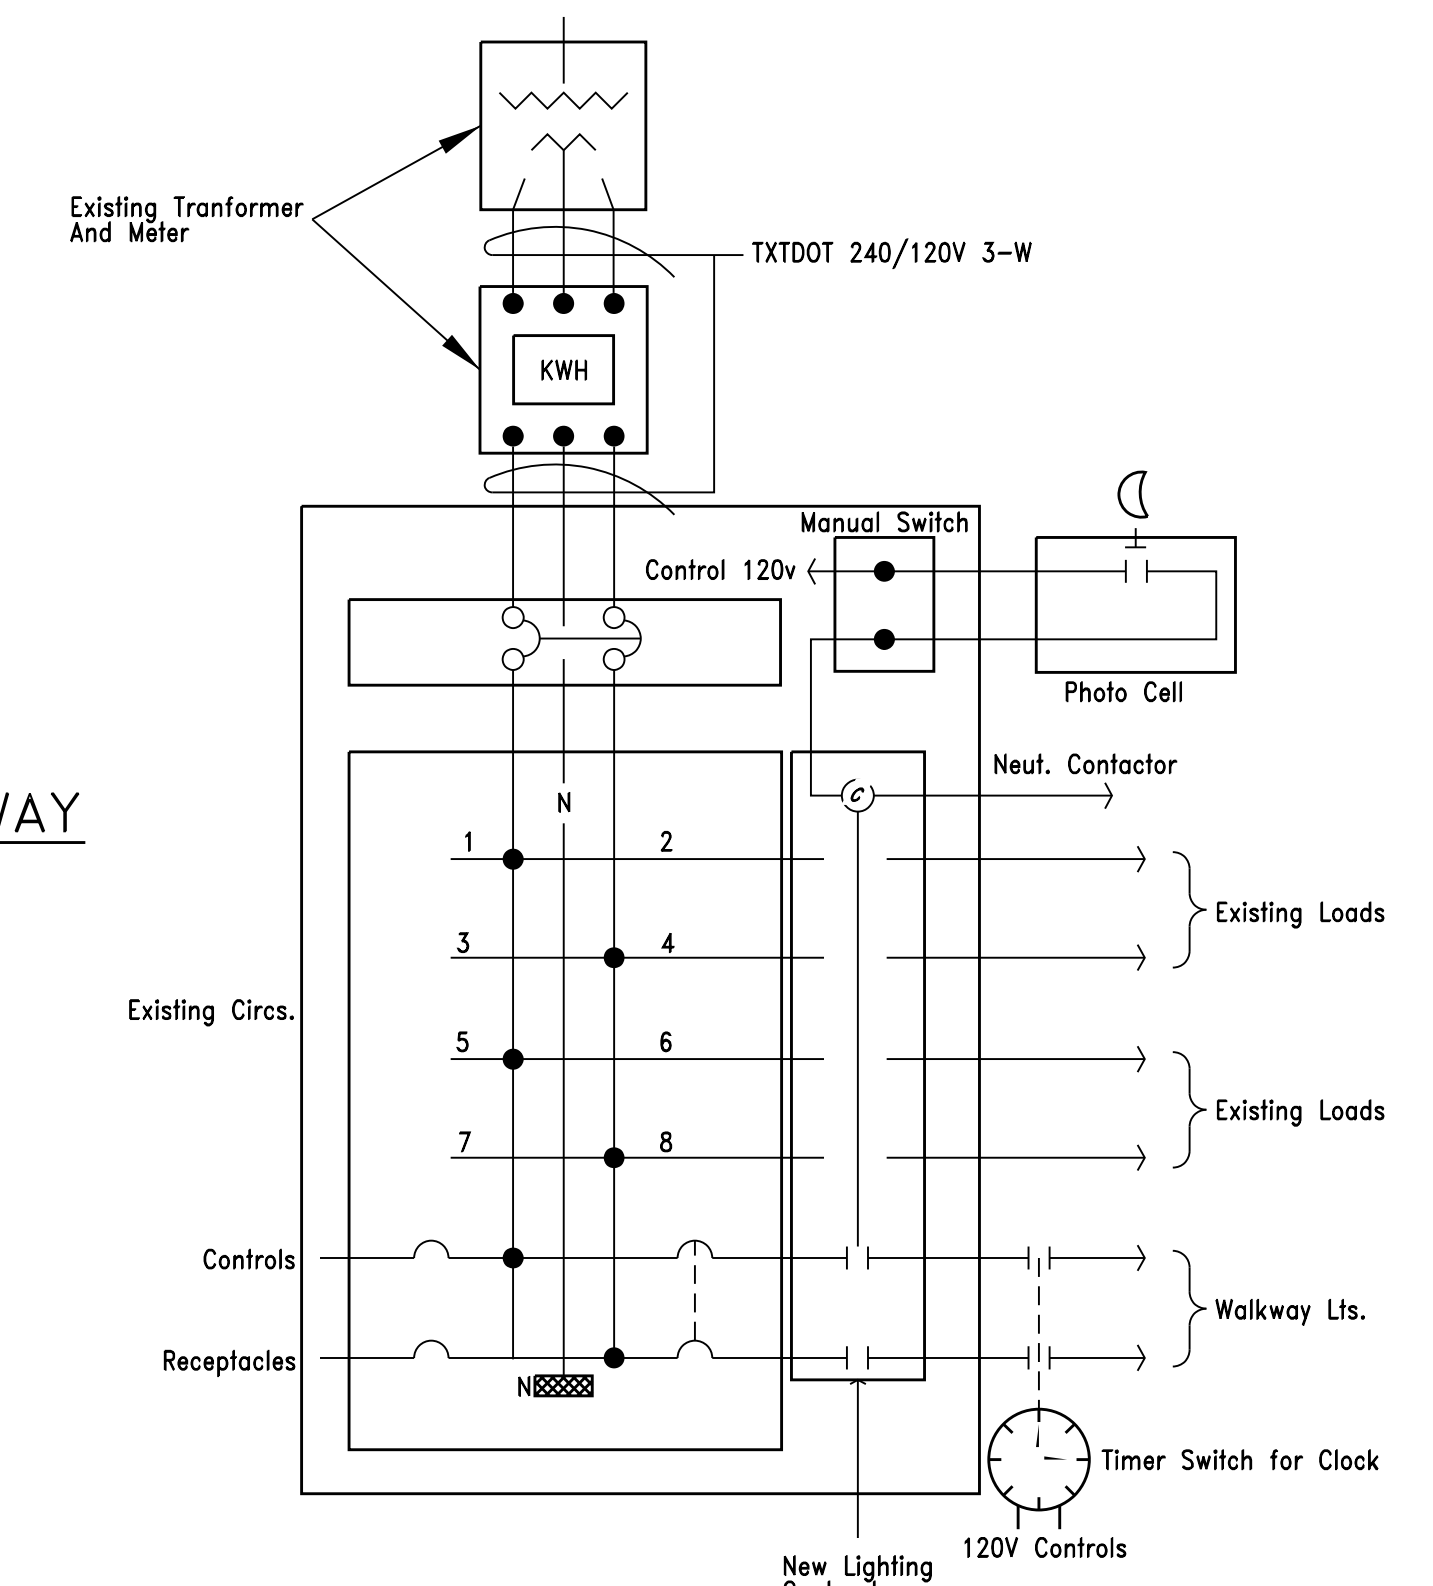 Existing Tranformer
And Meter
TXTDOT 240/120V 3-W
KWH
Manual Switch
Control 120v
Photo Cell
Neut. Contactor
C
N
WAY
1 2
3 4
Existing Loads
Existing Circs.
5 6
Existing Loads
7 8
Controls
Walkway Lts.
Receptacles
N
Timer Switch for Clock
120V Controls
New Lighting